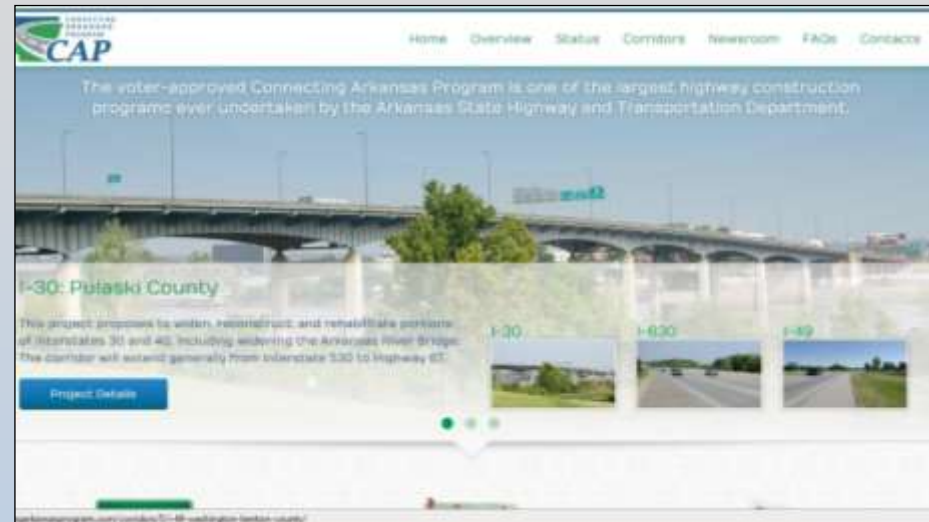 CONNECTING
ARKANSAS
PROGRAM
CAP
Home Overview Status Corridors Newsroom FAQs Contacts
The voter-approved Connecting Arkansas Program is one of the largest highway construction
programs ever undertaken by the Arkansas State Highway and Transportation Department.
I-30: Pulaski County
This project proposes to widen, reconstruct, and rehabilitate portions
of Interstates 30 and 40, including widening the Arkansas River Bridge.
The corridor will extend generally from Interstate 530 to Highway 67.
Project Details
I-30 I-630 I-49